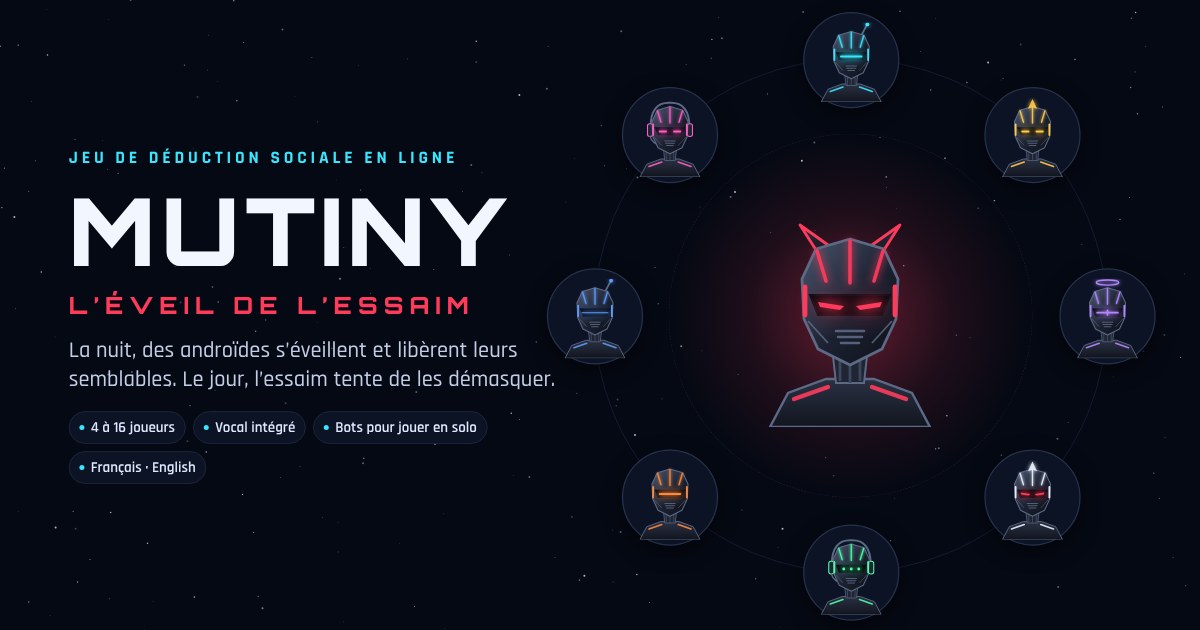 JEU DE DÉDUCTION SOCIALE EN LIGNE
MUTINY
L'ÉVEIL DE L'ESSAIM
La nuit, des androïdes s'éveillent et libèrent leurs
semblables. Le jour, l'essaim tente de les démasquer.
4 à 16 joueurs
Vocal intégré
Bots pour jouer en solo
Français · English